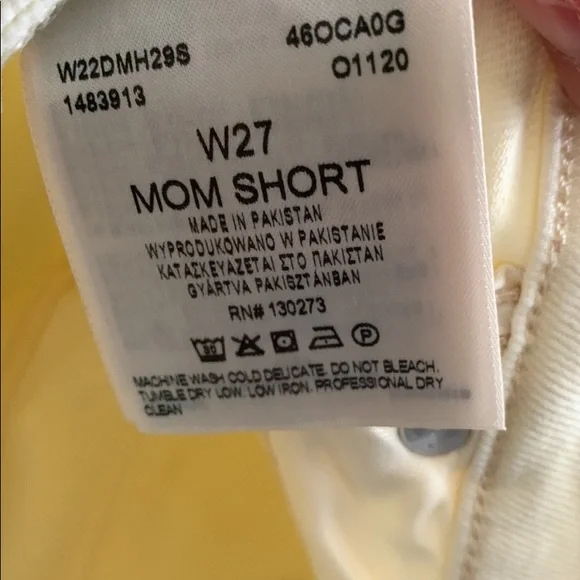 W22DMH29S 46OCA0G
1483913 O1120
W27
MOM SHORT
MADE IN PAKISTAN
WYPRODUKOWANO W PAKISTANIE
ΚΑΤΑΣΚΕΥΑΖΕΤΑΙ ΣΤΟ ΠΑΚΙΣΤΑΝ
GYÁRTVA PAKISZTÁNBAN
RN# 130273
30 P
MACHINE WASH COLD DELICATE. DO NOT BLEACH.
TUMBLE DRY LOW. LOW IRON. PROFESSIONAL DRY
CLEAN